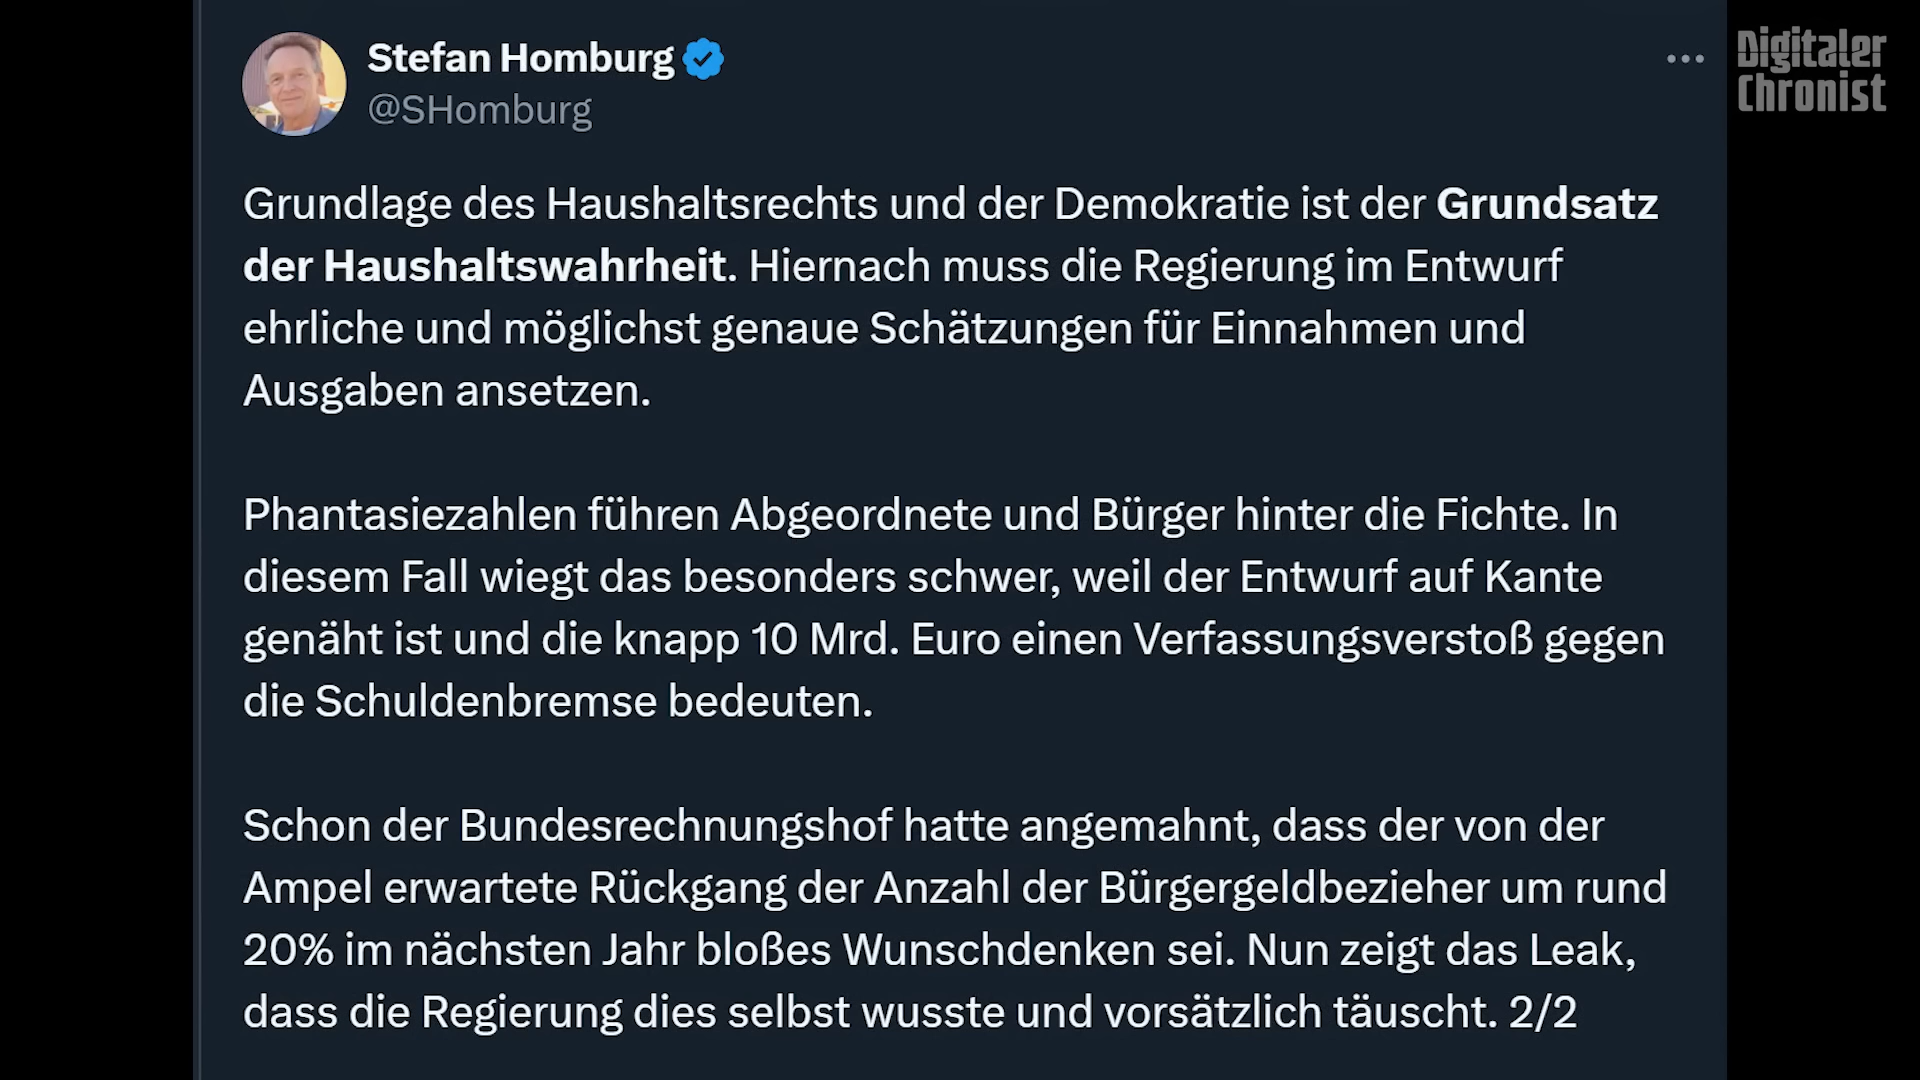 Stefan Homburg
@SHomburg
Digitaler
Chronist
Grundlage des Haushaltsrechts und der Demokratie ist der Grundsatz
der Haushaltswahrheit. Hiernach muss die Regierung im Entwurf
ehrliche und möglichst genaue Schätzungen für Einnahmen und
Ausgaben ansetzen.
Phantasiezahlen führen Abgeordnete und Bürger hinter die Fichte. In
diesem Fall wiegt das besonders schwer, weil der Entwurf auf Kante
genäht ist und die knapp 10 Mrd. Euro einen Verfassungsverstoß gegen
die Schuldenbremse bedeuten.
Schon der Bundesrechnungshof hatte angemahnt, dass der von der
Ampel erwartete Rückgang der Anzahl der Bürgergeldbezieher um rund
20% im nächsten Jahr bloßes Wunschdenken sei. Nun zeigt das Leak,
dass die Regierung dies selbst wusste und vorsätzlich täuscht. 2/2